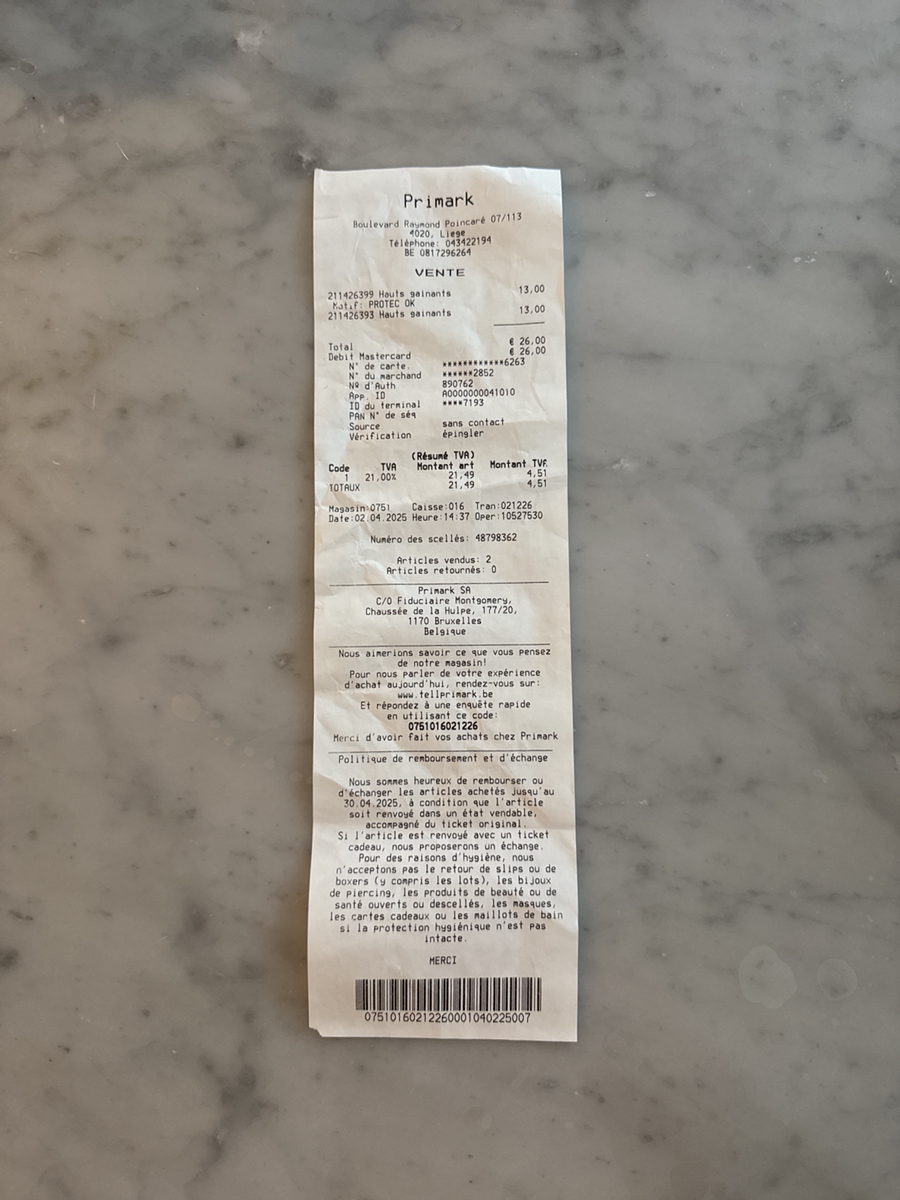 Primark
Boulevard Raymond Poincaré 07/113
4020, Liege
Téléphone: 043422194
BE 0817296264
VENTE
211426399 Hauts gainants 13,00
Motif: PROTEC OK
211426393 Hauts gainants 13,00
Total € 26,00
Debit Mastercard € 26,00
N° de carte. ************6263
N° du marchand ******2852
Nº d'Auth 890762
App. ID A0000000041010
ID du terminal ****7193
PAN N° de séq
Source sans contact
Vérification épingler
(Résumé TVA)
Code TVA Montant art Montant TVA
1 21,00% 21,49 4,51
TOTAUX 21,49 4,51
Magasin:0751 Caisse:016 Tran:021226
Date:02.04.2025 Heure:14:37 Oper:10527530
Numéro des scellés: 48798362
Articles vendus: 2
Articles retournés: 0
Primark SA
C/O Fiduciaire Montgomery,
Chaussée de la Hulpe, 177/20,
1170 Bruxelles
Belgique
Nous aimerions savoir ce que vous pensez
de notre magasin!
Pour nous parler de votre expérience
d'achat aujourd'hui, rendez-vous sur:
www.tellprimark.be
Et répondez à une enquête rapide
en utilisant ce code:
0751016021226
Merci d'avoir fait vos achats chez Primark
Politique de remboursement et d'échange
Nous sommes heureux de rembourser ou
d'échanger les articles achetés jusqu'au
30.04.2025, à condition que l'article
soit renvoyé dans un état vendable,
accompagné du ticket original.
Si l'article est renvoyé avec un ticket
cadeau, nous proposerons un échange.
Pour des raisons d'hygiène, nous
n'acceptons pas le retour de slips ou de
boxers (y compris les lots), les bijoux
de piercing, les produits de beauté ou de
santé ouverts ou descellés, les masques,
les cartes cadeaux ou les maillots de bain
si la protection hygiénique n'est pas
intacte.
MERCI
07510160212260001040225007